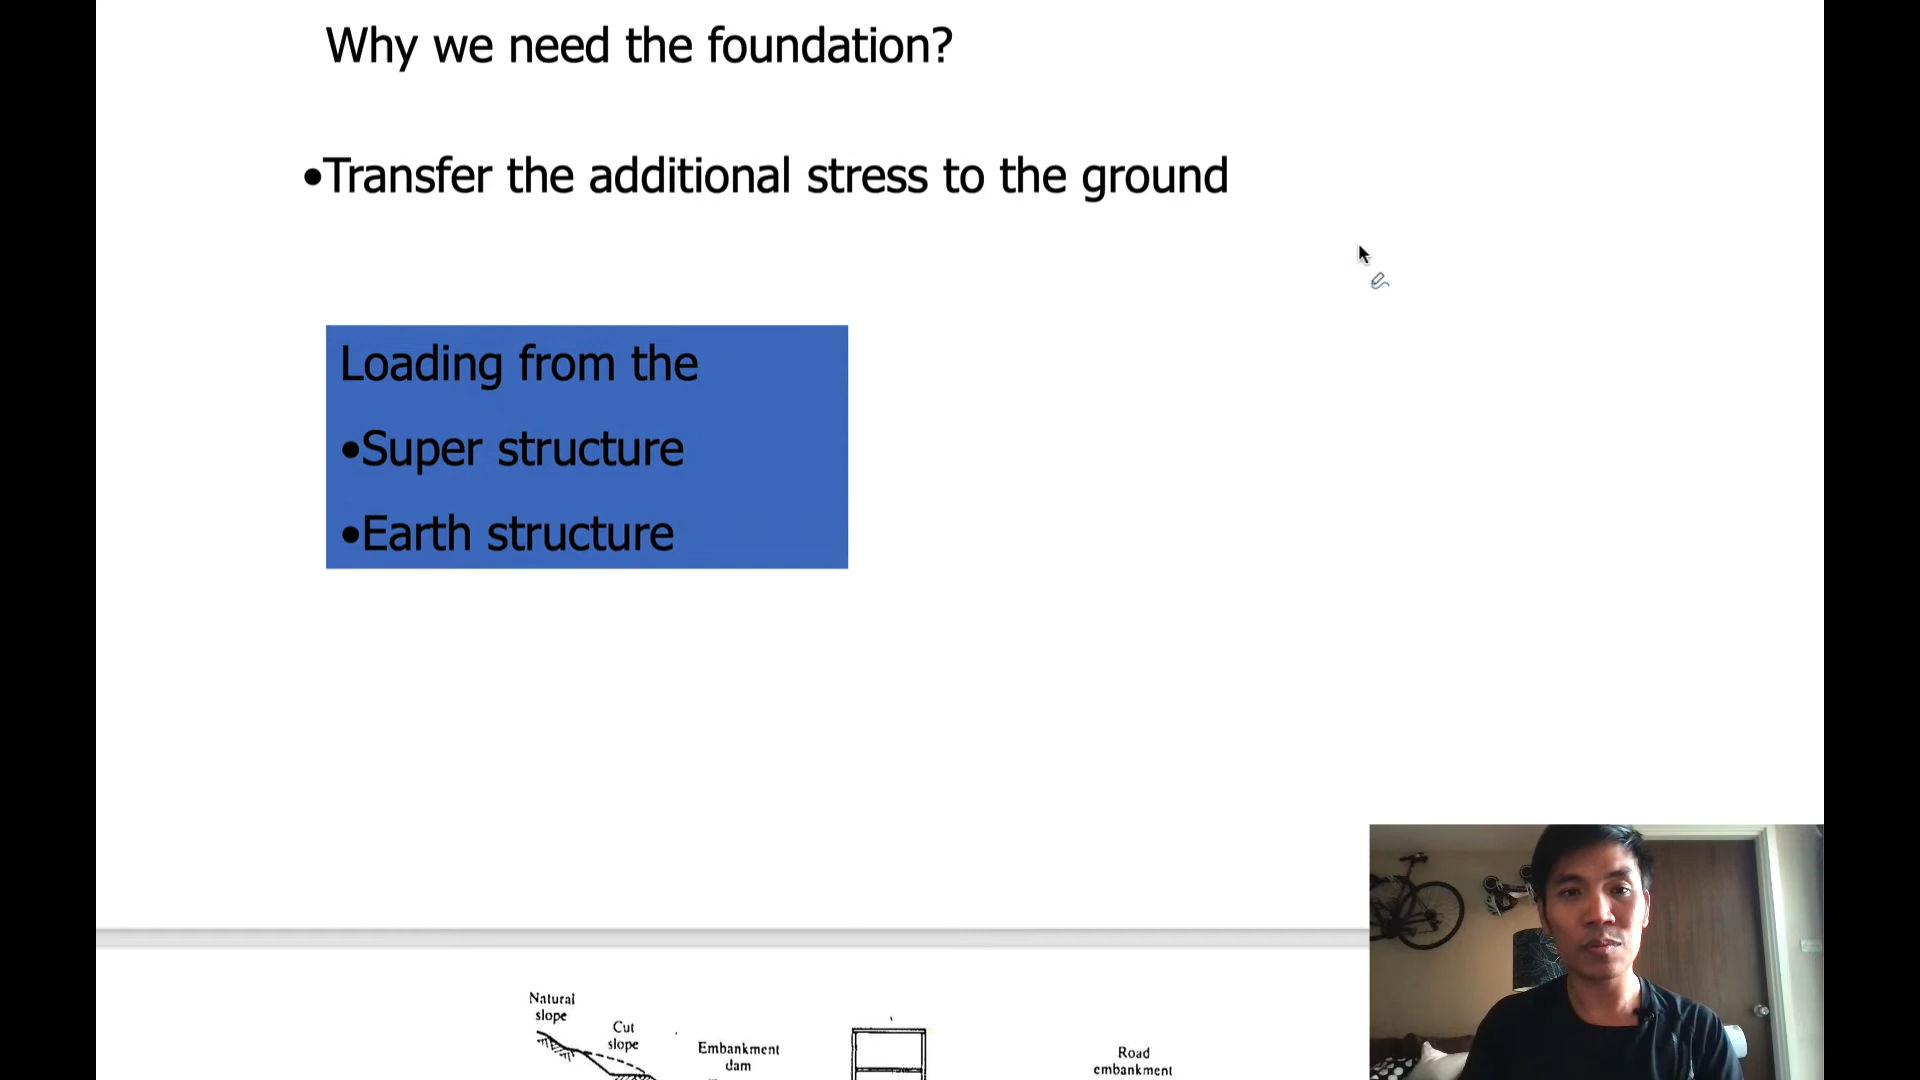 Why we need the foundation?
•Transfer the additional stress to the ground
Loading from the
•Super structure
•Earth structure
Natural
slope
Cut
slope
Embankment
dam
Road
embankment